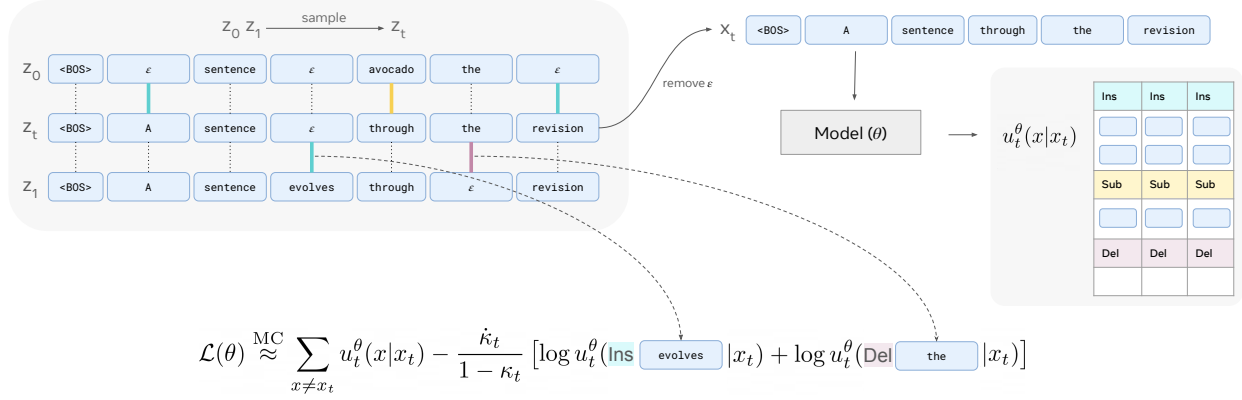 z₀ z₁ sample zₜ
z₀ <BOS> ε sentence ε avocado the ε
zₜ <BOS> A sentence ε through the revision
z₁ <BOS> A sentence evolves through ε revision
remove ε
xₜ <BOS> A sentence through the revision
Model (θ)
uₜᶿ(x|xₜ)
Ins Ins Ins
Sub Sub Sub
Del Del Del
ℒ(θ) MC ≈ ∑ x≠xₜ uₜᶿ(x|xₜ) − κ̇ₜ / 1 − κₜ [log uₜᶿ(Ins evolves |xₜ) + log uₜᶿ(Del the |xₜ)]